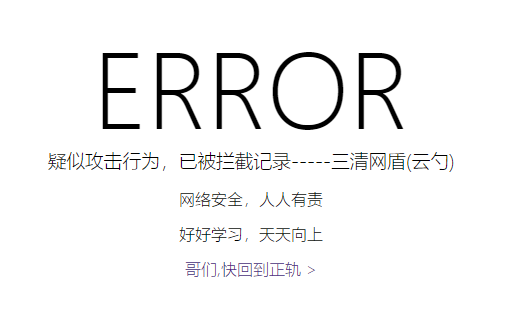 ERROR
疑似攻击行为，已被拦截记录-----三清网盾(云勺)
网络安全，人人有责
好好学习，天天向上
哥们,快回到正轨 >